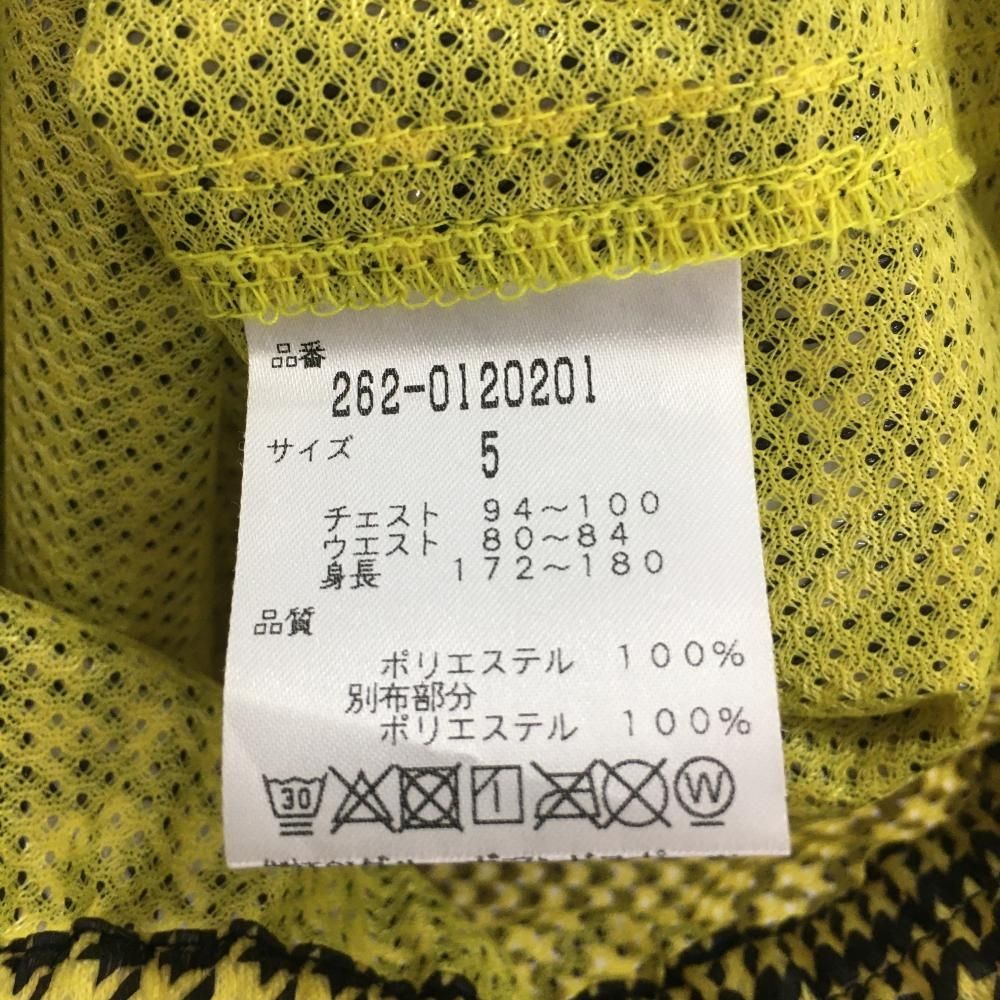 品番
262-0120201
サイズ 5
チェスト 94～100
ウエスト 80～84
身長 172～180
品質
ポリエステル 100%
別布部分
ポリエステル 100%
30 W